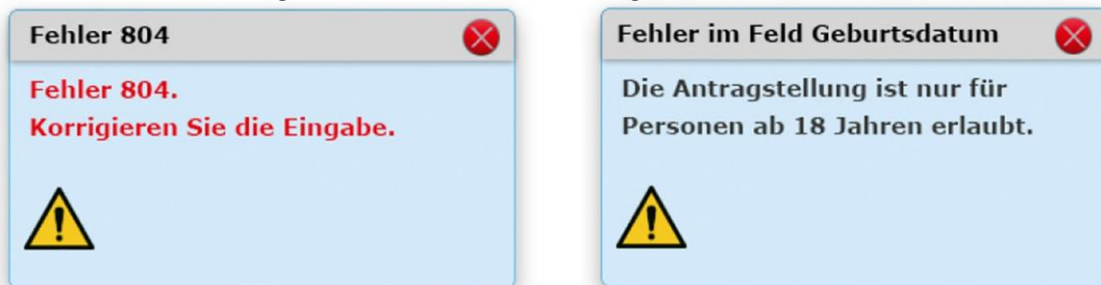 Fehler 804
Fehler 804.
Korrigieren Sie die Eingabe.
Fehler im Feld Geburtsdatum
Die Antragstellung ist nur für
Personen ab 18 Jahren erlaubt.